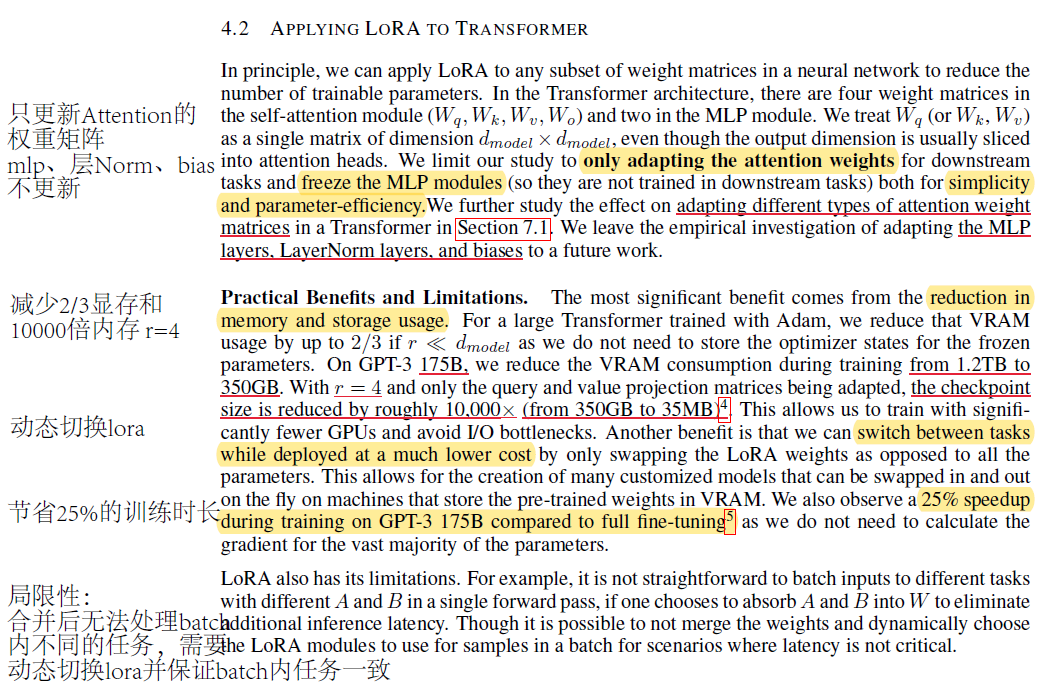 4.2 APPLYING LORA TO TRANSFORMER
In principle, we can apply LoRA to any subset of weight matrices in a neural network to reduce the
number of trainable parameters. In the Transformer architecture, there are four weight matrices in
the self-attention module (W_q, W_k, W_v, W_o) and two in the MLP module. We treat W_q (or W_k, W_v)
as a single matrix of dimension d_model × d_model, even though the output dimension is usually sliced
into attention heads. We limit our study to only adapting the attention weights for downstream
tasks and freeze the MLP modules (so they are not trained in downstream tasks) both for simplicity
and parameter-efficiency.We further study the effect on adapting different types of attention weight
matrices in a Transformer in Section 7.1. We leave the empirical investigation of adapting the MLP
layers, LayerNorm layers, and biases to a future work.
只更新Attention的
权重矩阵
mlp、层Norm、bias
不更新
Practical Benefits and Limitations. The most significant benefit comes from the reduction in
memory and storage usage. For a large Transformer trained with Adam, we reduce that VRAM
usage by up to 2/3 if r ≪ d_model as we do not need to store the optimizer states for the frozen
parameters. On GPT-3 175B, we reduce the VRAM consumption during training from 1.2TB to
350GB. With r = 4 and only the query and value projection matrices being adapted, the checkpoint
size is reduced by roughly 10,000× (from 350GB to 35MB)4. This allows us to train with signifi-
cantly fewer GPUs and avoid I/O bottlenecks. Another benefit is that we can switch between tasks
while deployed at a much lower cost by only swapping the LoRA weights as opposed to all the
parameters. This allows for the creation of many customized models that can be swapped in and out
on the fly on machines that store the pre-trained weights in VRAM. We also observe a 25% speedup
during training on GPT-3 175B compared to full fine-tuning5 as we do not need to calculate the
gradient for the vast majority of the parameters.
减少2/3显存和
10000倍内存 r=4
动态切换lora
节省25%的训练时长
LoRA also has its limitations. For example, it is not straightforward to batch inputs to different tasks
with different A and B in a single forward pass, if one chooses to absorb A and B into W to eliminate
additional inference latency. Though it is possible to not merge the weights and dynamically choose
the LoRA modules to use for samples in a batch for scenarios where latency is not critical.
局限性：
合并后无法处理batch
内不同的任务，需要
动态切换lora并保证batch内任务一致